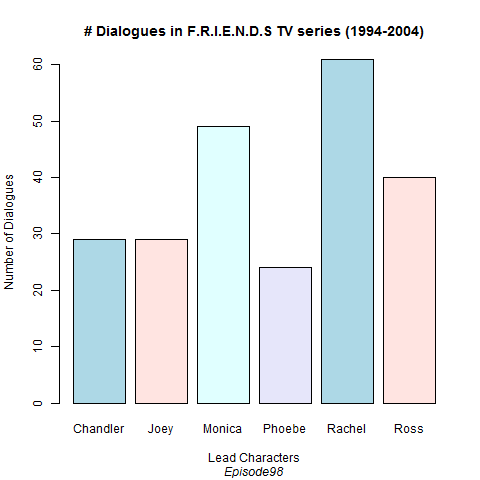 # Dialogues in F.R.I.E.N.D.S TV series (1994-2004)
Number of Dialogues
60
50
40
30
20
10
0
Chandler Joey Monica Phoebe Rachel Ross
Lead Characters
Episode98